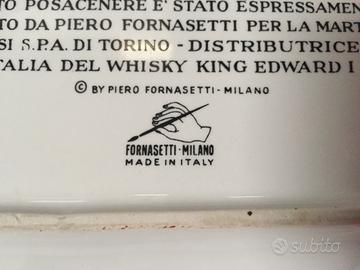 TO POSACENERE E' STATO ESPRESSAMEN
TO DA PIERO FORNASETTI PER LA MART
SI S.P.A. DI TORINO - DISTRIBUTRICE
TALIA DEL WHISKY KING EDWARD I
© BY PIERO FORNASETTI - MILANO
FORNASETTI - MILANO
MADE IN ITALY
subito